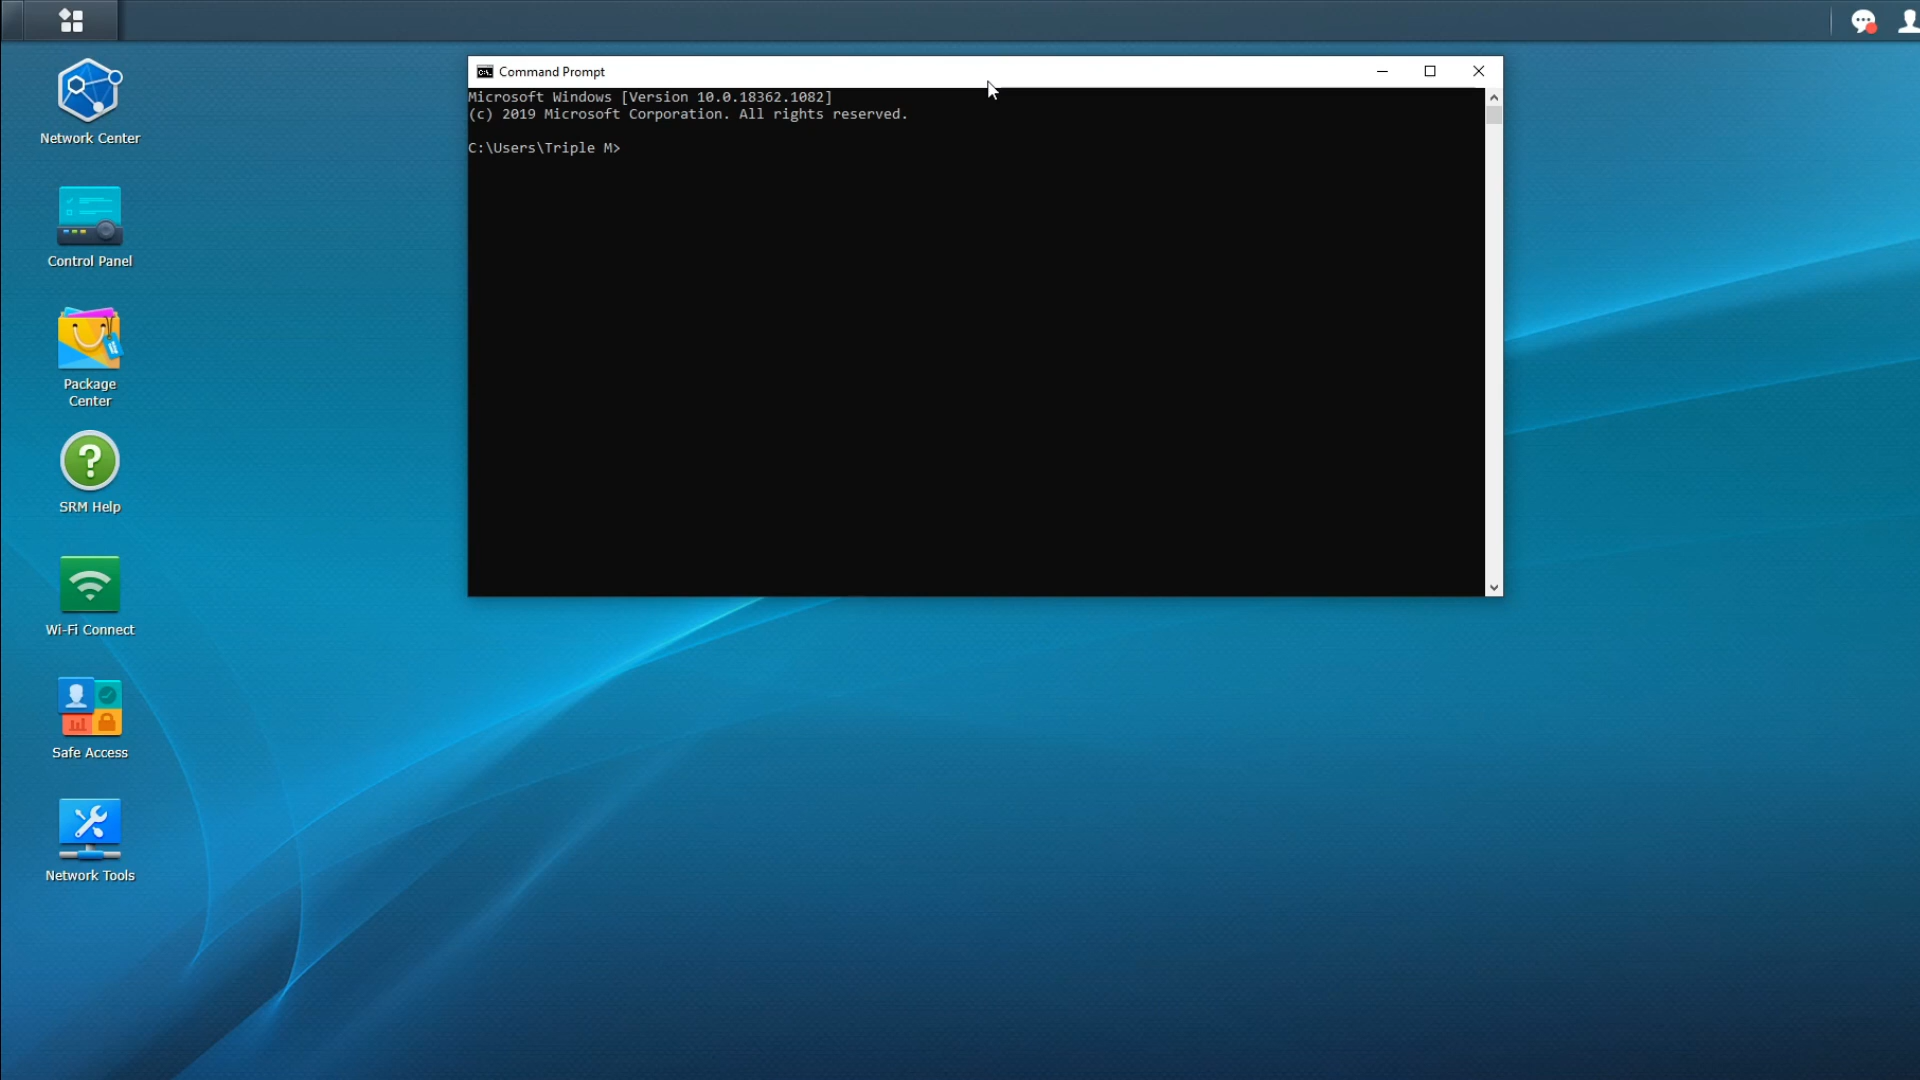 Network Center
Control Panel
Package
Center
SRM Help
Wi-Fi Connect
Safe Access
Network Tools
Command Prompt
Microsoft Windows [Version 10.0.18362.1082]
(c) 2019 Microsoft Corporation. All rights reserved.
C:\Users\Triple M>